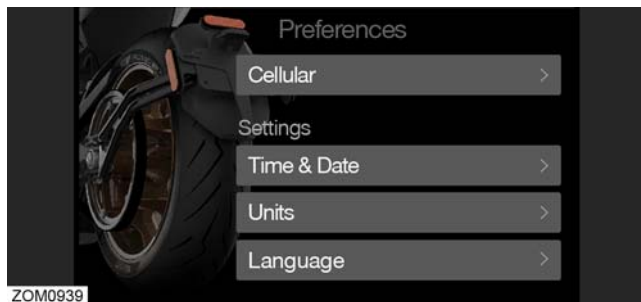 Preferences
Cellular
Settings
Time & Date
Units
Language
ZOM0939